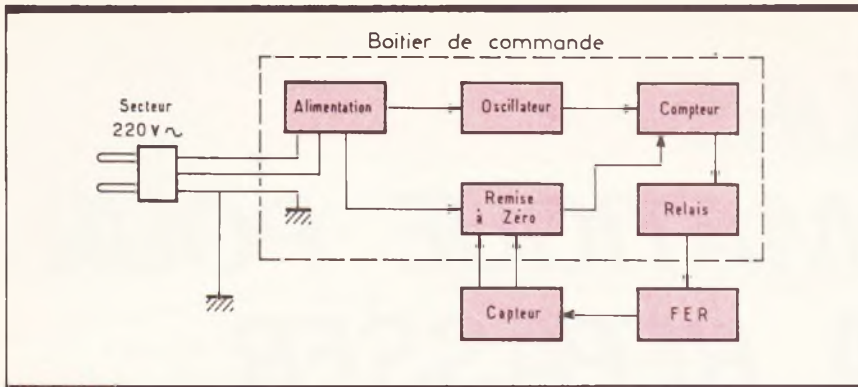 Boitier de commande
Secteur
220 V ~
Alimentation
Oscillateur
Compteur
Remise
à Zéro
Relais
Capteur
FER